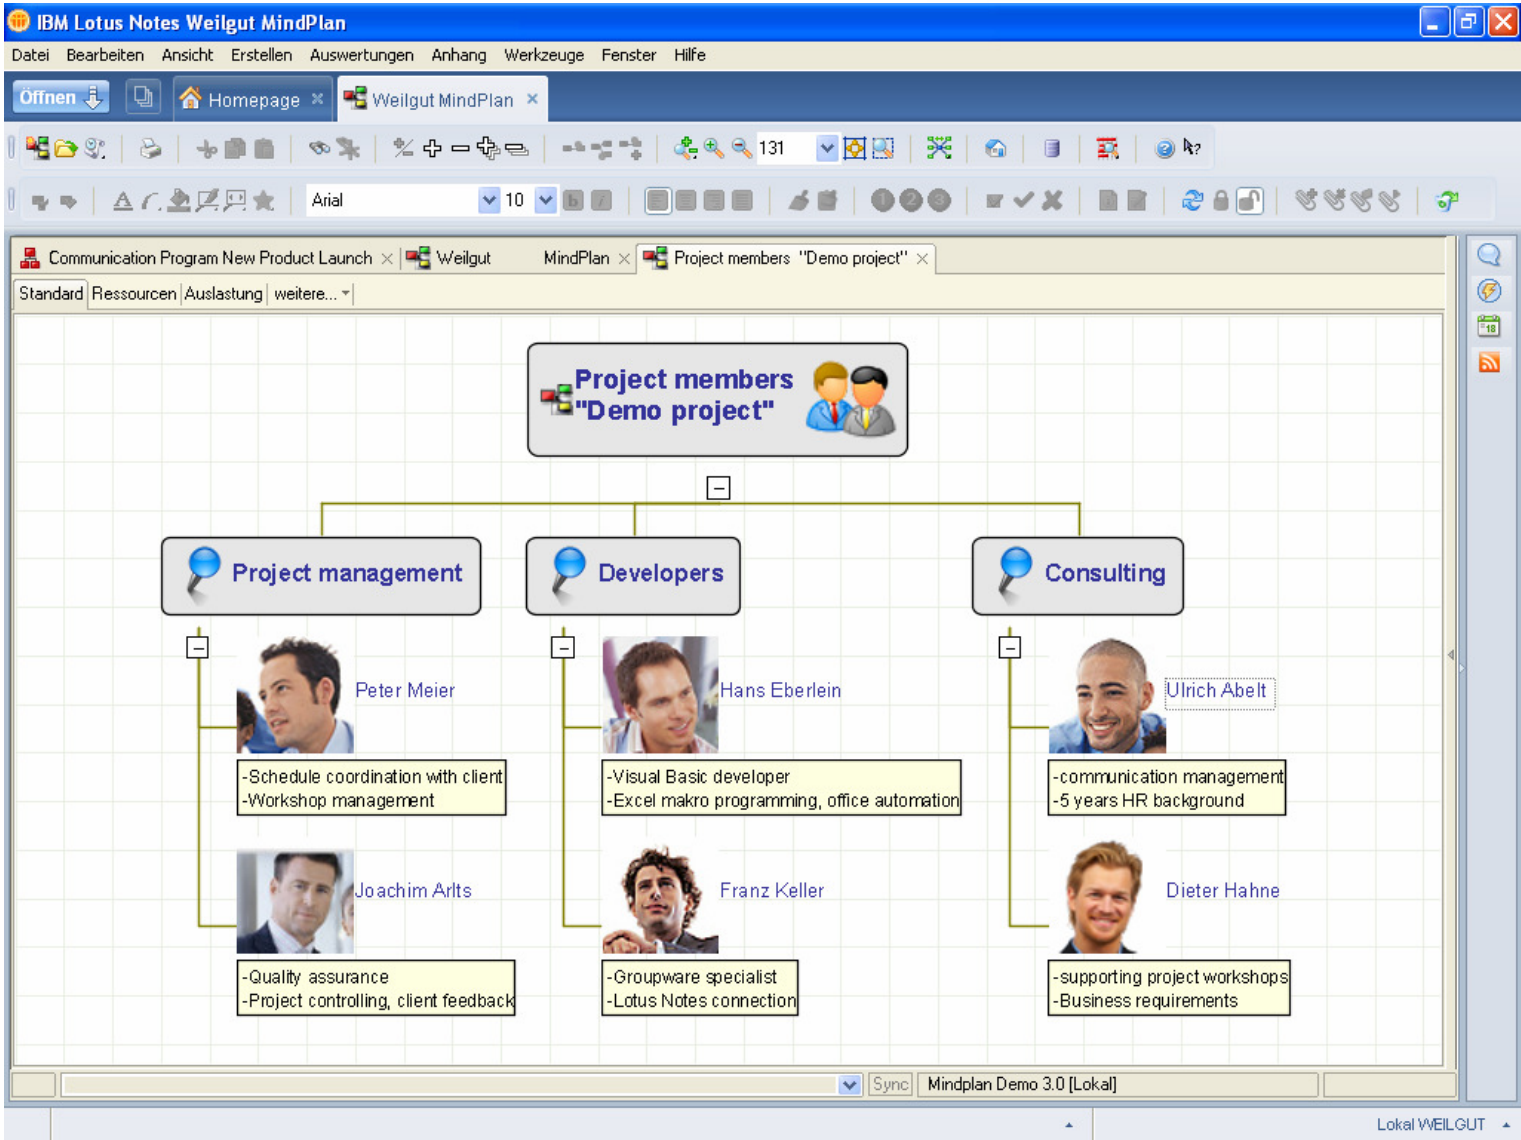 IBM Lotus Notes Weilgut MindPlan
Datei Bearbeiten Ansicht Erstellen Auswertungen Anhang Werkzeuge Fenster Hilfe
Öffnen Homepage Weilgut MindPlan
131
Arial 10
Communication Program New Product Launch Weilgut MindPlan Project members "Demo project"
Standard Ressourcen Auslastung weitere...
Project members
"Demo project"
Project management Developers Consulting
Peter Meier Hans Eberlein Ulrich Abelt
-Schedule coordination with client -Visual Basic developer -communication management
-Workshop management -Excel makro programming, office automation -5 years HR background
Joachim Arlts Franz Keller Dieter Hahne
-Quality assurance -Groupware specialist -supporting project workshops
-Project controlling, client feedback -Lotus Notes connection -Business requirements
Sync Mindplan Demo 3.0 [Lokal]
Lokal WEILGUT